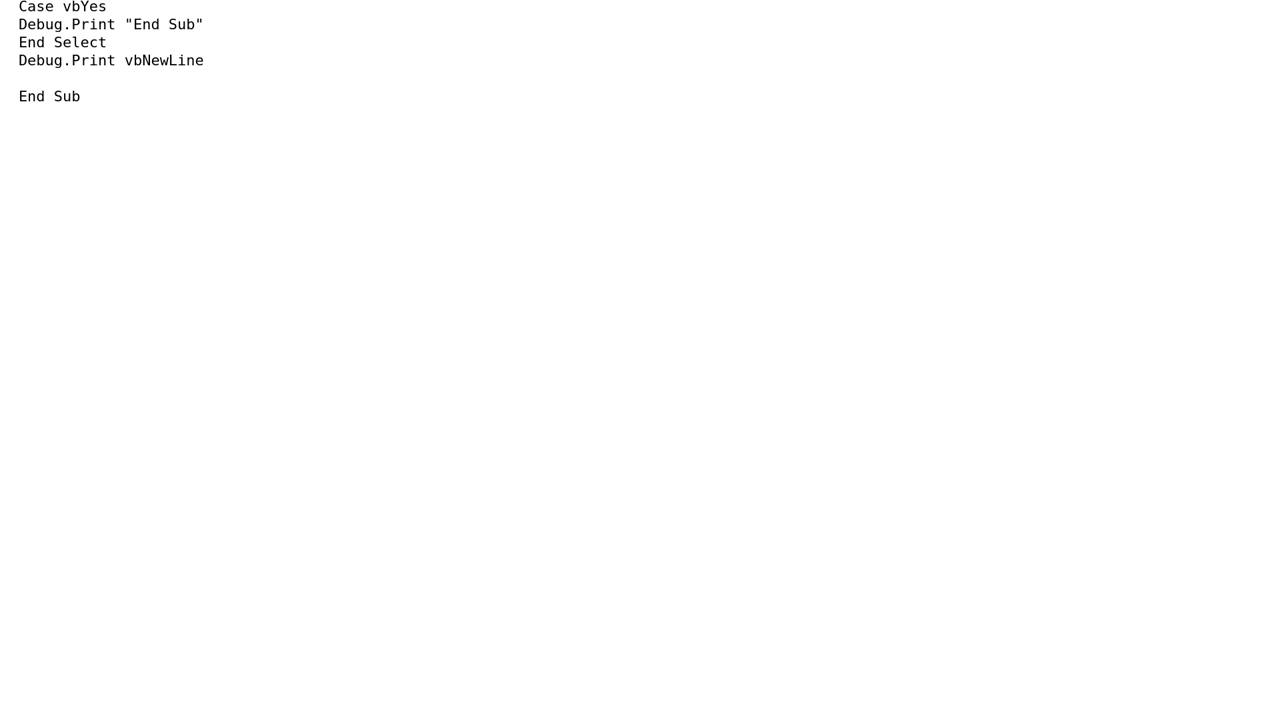 Case vbYes
Debug.Print "End Sub"
End Select
Debug.Print vbNewLine

End Sub